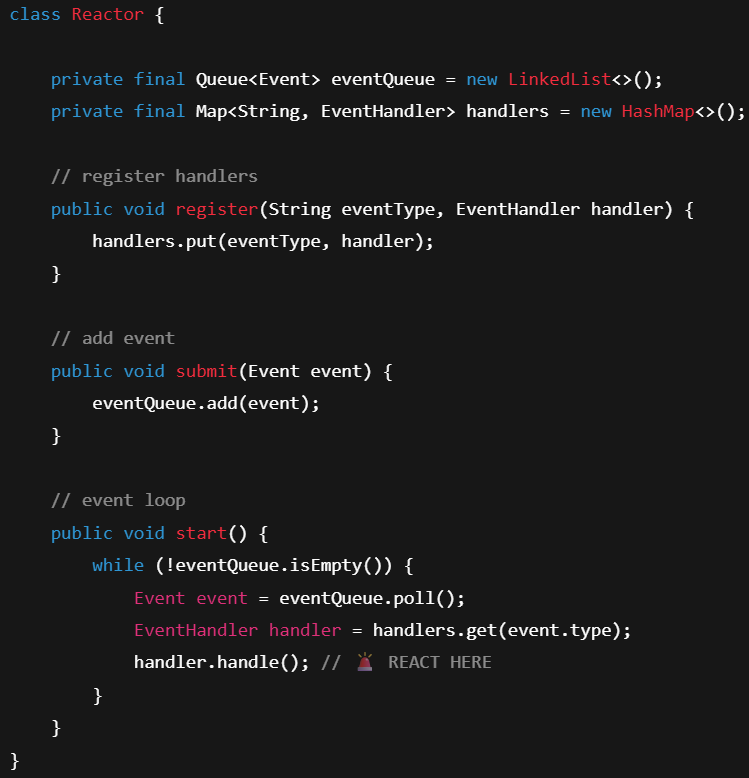 class Reactor {
    private final Queue<Event> eventQueue = new LinkedList<>();
    private final Map<String, EventHandler> handlers = new HashMap<>();
    // register handlers
    public void register(String eventType, EventHandler handler) {
        handlers.put(eventType, handler);
    }
    // add event
    public void submit(Event event) {
        eventQueue.add(event);
    }
    // event loop
    public void start() {
        while (!eventQueue.isEmpty()) {
            Event event = eventQueue.poll();
            EventHandler handler = handlers.get(event.type);
            handler.handle(); // 🚨 REACT HERE
        }
    }
}